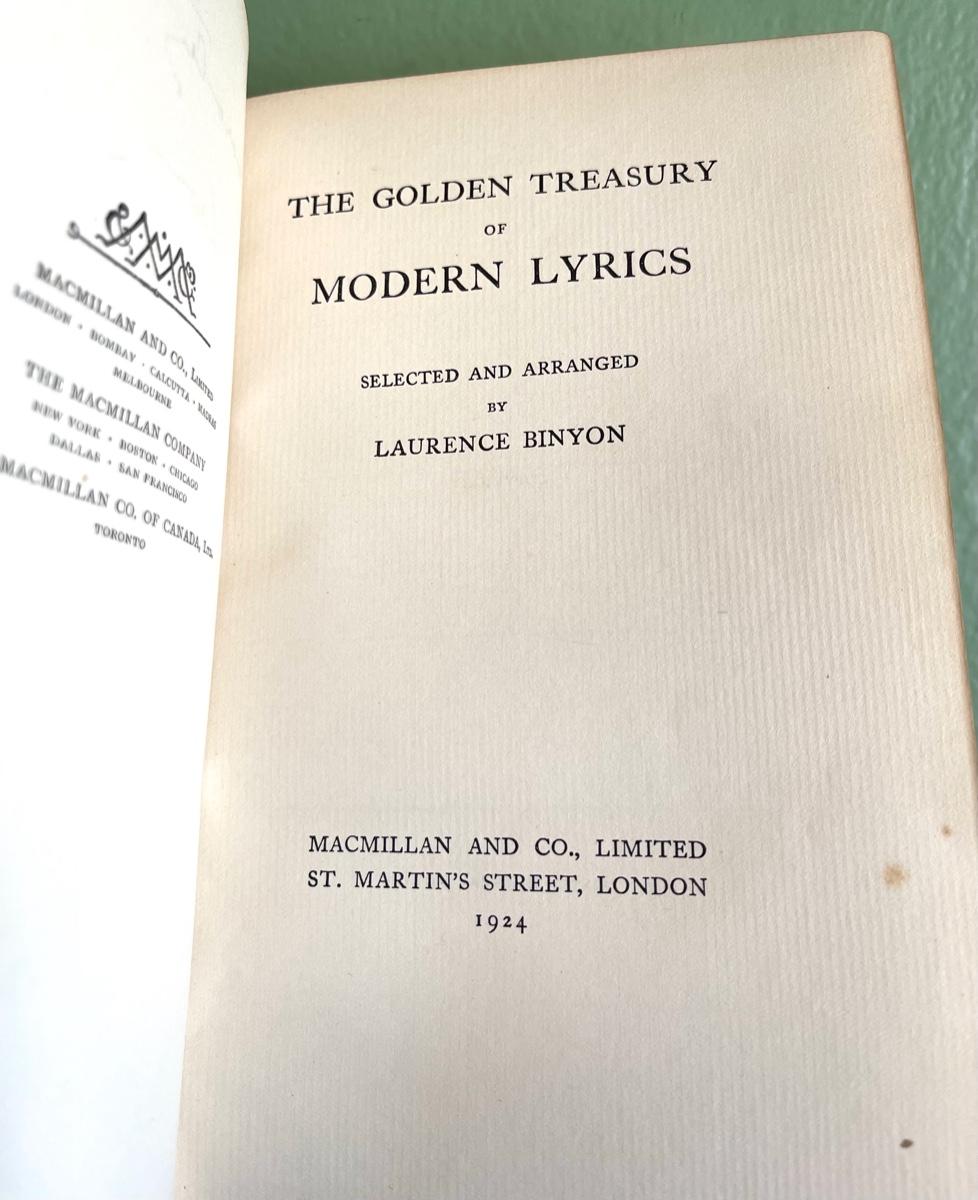 MACMILLAN AND CO., LIMITED
LONDON · BOMBAY · CALCUTTA · MADRAS
MELBOURNE
THE MACMILLAN COMPANY
NEW YORK · BOSTON · CHICAGO
DALLAS · SAN FRANCISCO
MACMILLAN CO. OF CANADA, LTD.
TORONTO
THE GOLDEN TREASURY
OF
MODERN LYRICS
SELECTED AND ARRANGED
BY
LAURENCE BINYON
MACMILLAN AND CO., LIMITED
ST. MARTIN'S STREET, LONDON
1924